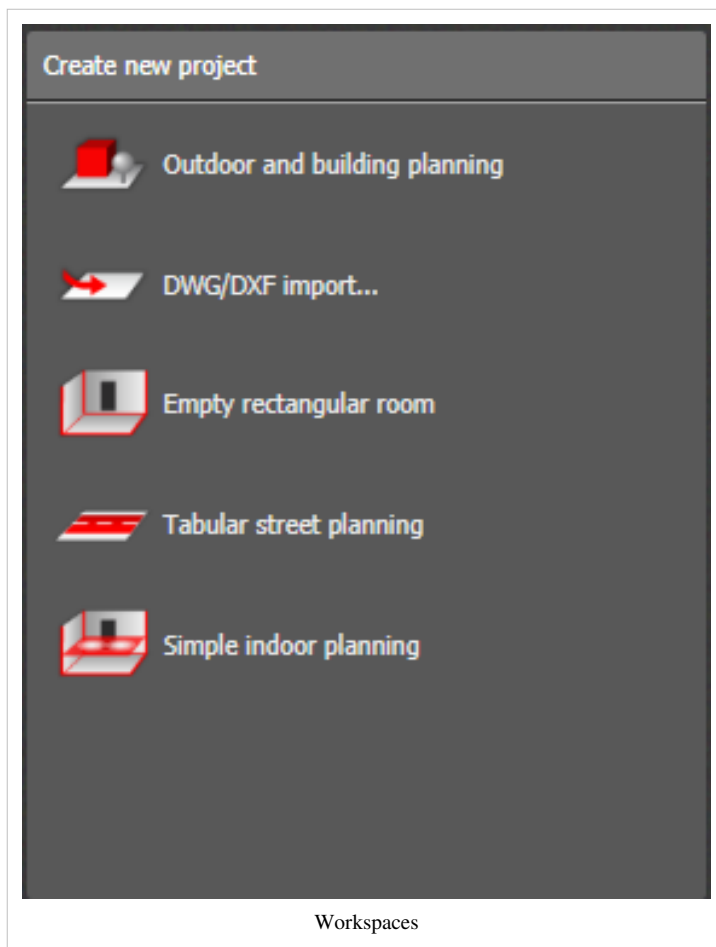 Create new project
Outdoor and building planning
DWG/DXF import...
Empty rectangular room
Tabular street planning
Simple indoor planning
Workspaces